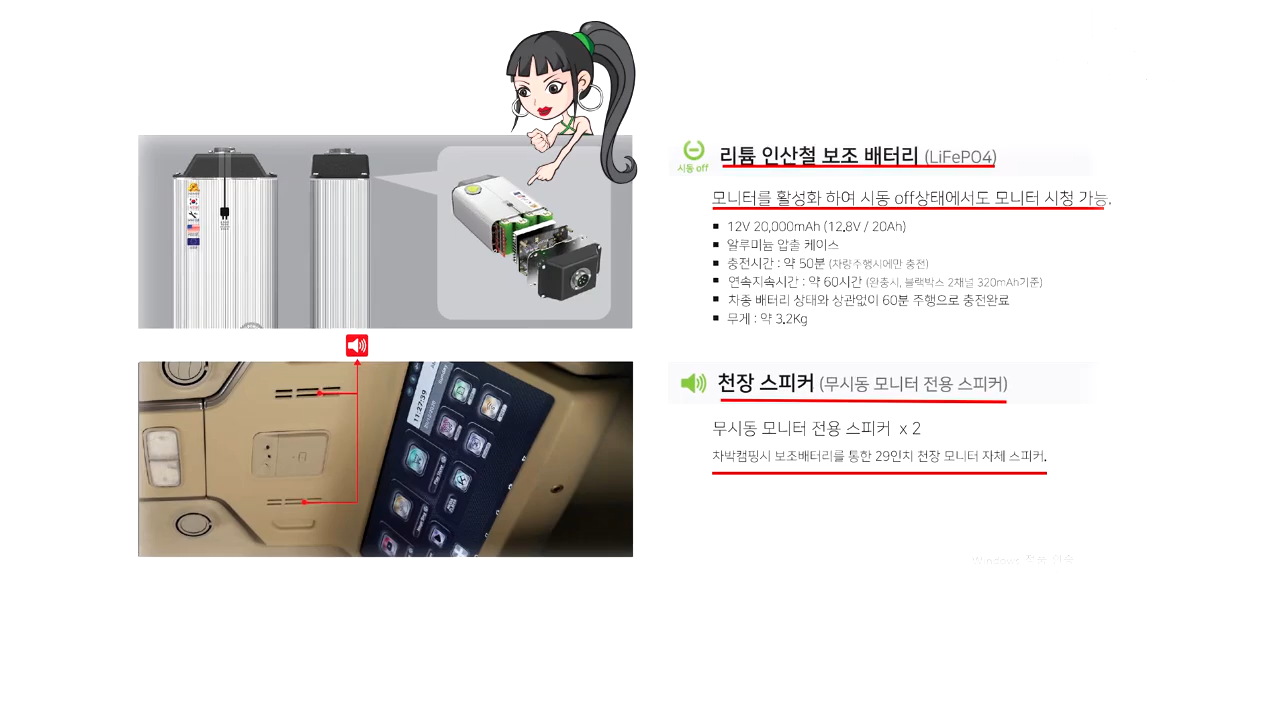 시동 off
리튬 인산철 보조 배터리 (LiFePO4)
모니터를 활성화 하여 시동 off상태에서도 모니터 시청 가능.
12V 20,000mAh (12.8V / 20Ah)
알루미늄 압출 케이스
충전시간 : 약 50분 (차량주행시에만 충전)
연속지속시간 : 약 60시간 (완충시, 블랙박스 2채널 320mAh기준)
차종 배터리 상태와 상관없이 60분 주행으로 충전완료
무게 : 약 3.2Kg
천장 스피커 (무시동 모니터 전용 스피커)
무시동 모니터 전용 스피커 x 2
차박캠핑시 보조배터리를 통한 29인치 천장 모니터 자체 스피커.
11:27:39
Sunday
Windows 정품 인증